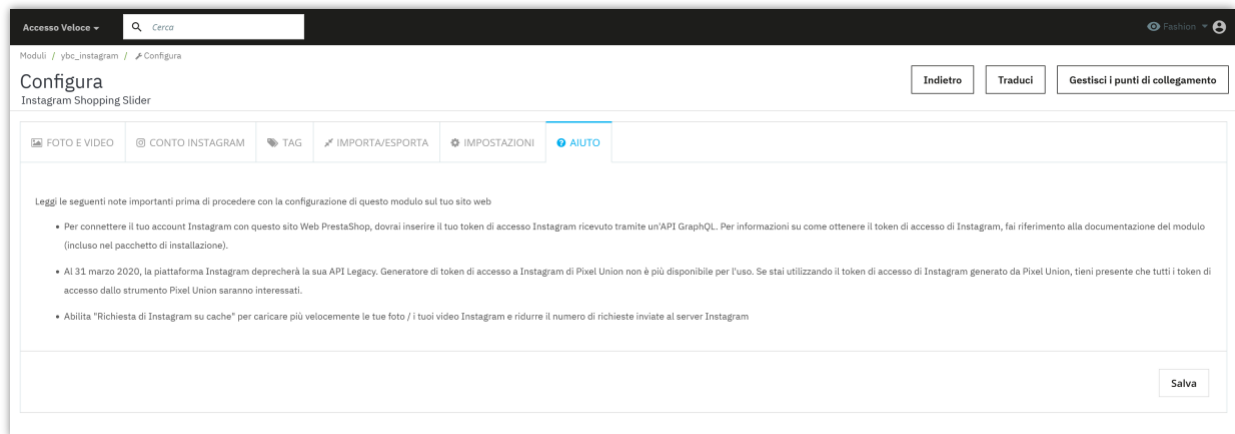 Accesso Veloce
Cerca
Fashion
Moduli / ybc_instagram / Configura
Configura
Instagram Shopping Slider
Indietro
Traduci
Gestisci i punti di collegamento
FOTO E VIDEO
CONTO INSTAGRAM
TAG
IMPORTA/ESPORTA
IMPOSTAZIONI
AIUTO
Leggi le seguenti note importanti prima di procedere con la configurazione di questo modulo sul tuo sito web
• Per connettere il tuo account Instagram con questo sito Web PrestaShop, dovrai inserire il tuo token di accesso Instagram ricevuto tramite un'API GraphQL. Per informazioni su come ottenere il token di accesso di Instagram, fai riferimento alla documentazione del modulo
(incluso nel pacchetto di installazione).
• Al 31 marzo 2020, la piattaforma Instagram deprecherà la sua API Legacy. Generatore di token di accesso a Instagram di Pixel Union non è più disponibile per l'uso. Se stai utilizzando il token di accesso di Instagram generato da Pixel Union, tieni presente che tutti i token di
accesso dallo strumento Pixel Union saranno interessati.
• Abilita "Richiesta di Instagram su cache" per caricare più velocemente le tue foto / i tuoi video Instagram e ridurre il numero di richieste inviate al server Instagram
Salva